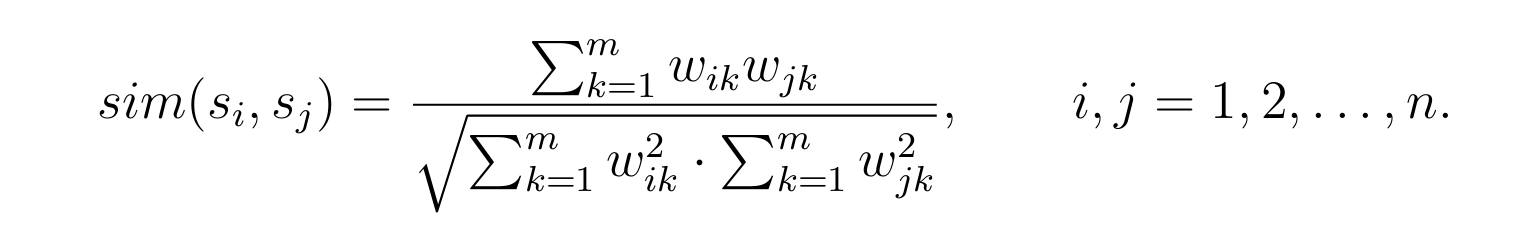 $sim(s_i, s_j) = \frac{\sum_{k=1}^{m} w_{ik} w_{jk}}{\sqrt{\sum_{k=1}^{m} w_{ik}^2 \cdot \sum_{k=1}^{m} w_{jk}^2}}, \qquad i, j = 1, 2, \ldots, n.$